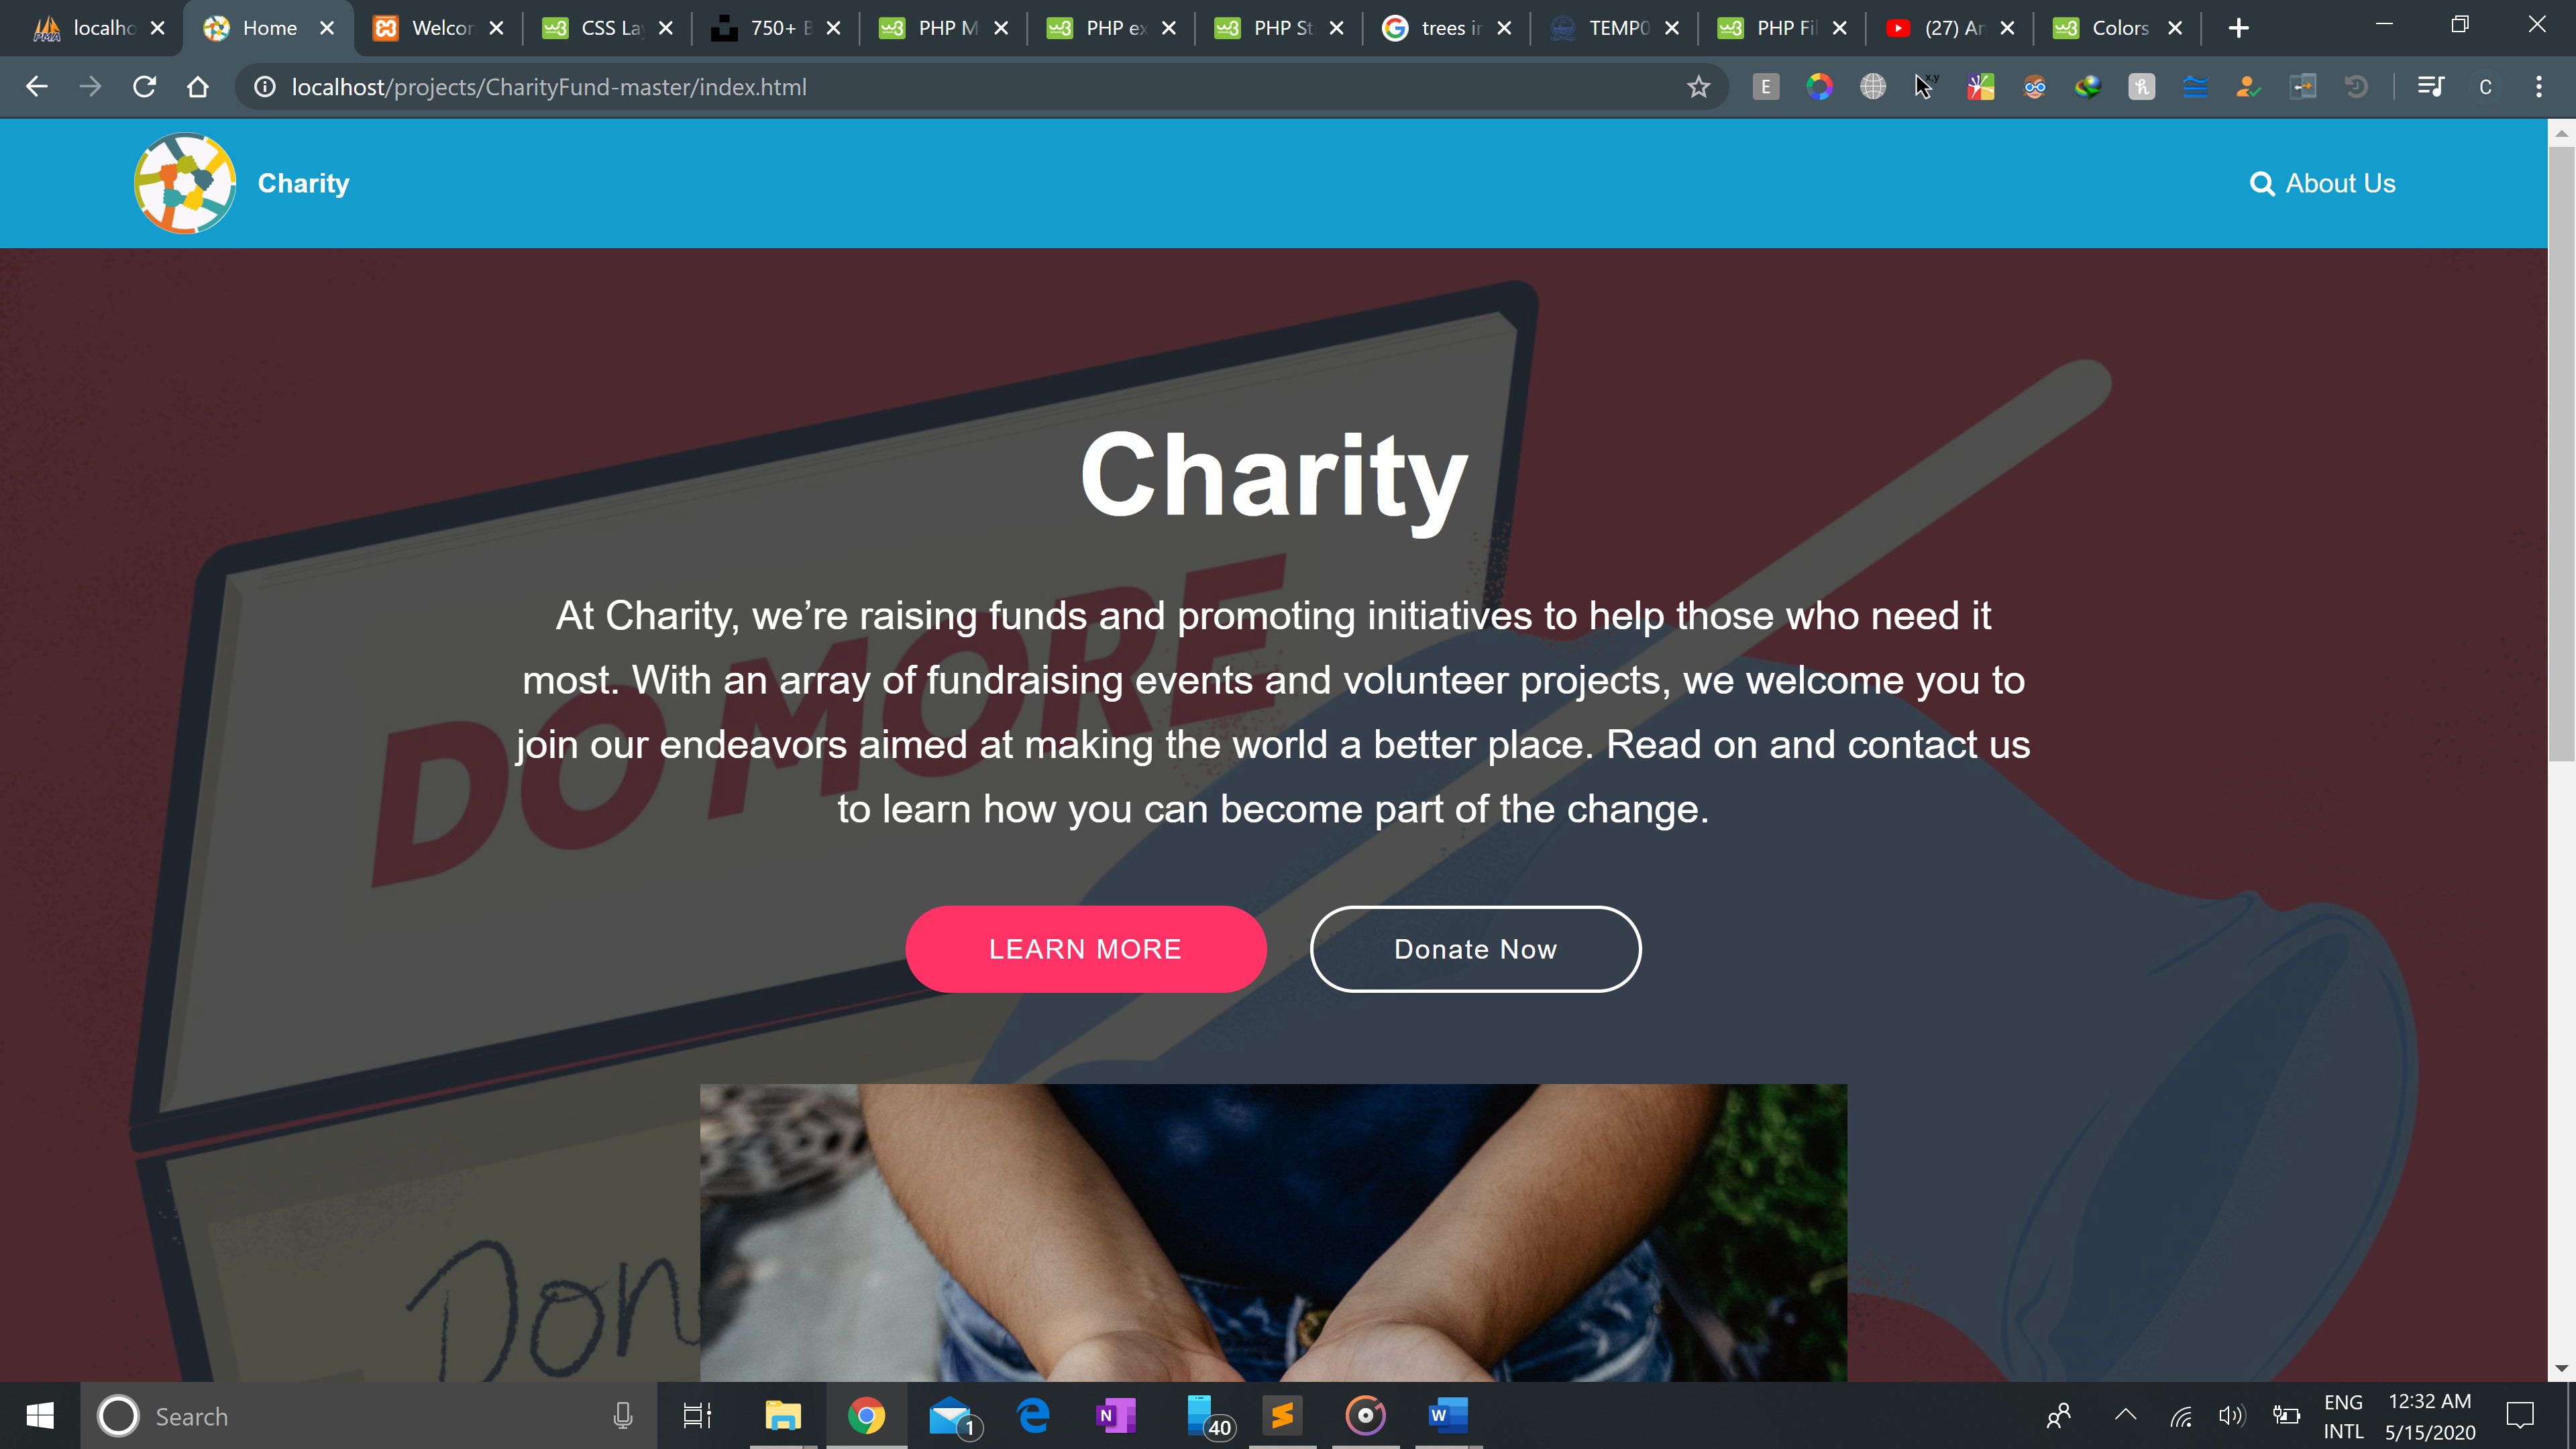 localho
Home
Welcor
CSS La
750+ B
PHP M
PHP ex
PHP St
trees ir
TEMPO
PHP Fil
(27) Ar
Colors
localhost/projects/CharityFund-master/index.html
E
x,y
C
Charity
About Us
Charity
At Charity, we’re raising funds and promoting initiatives to help those who need it
most. With an array of fundraising events and volunteer projects, we welcome you to
join our endeavors aimed at making the world a better place. Read on and contact us
to learn how you can become part of the change.
DO MORE
LEARN MORE
Donate Now
Don
Search
1
N
40
W
ENG
INTL
12:32 AM
5/15/2020